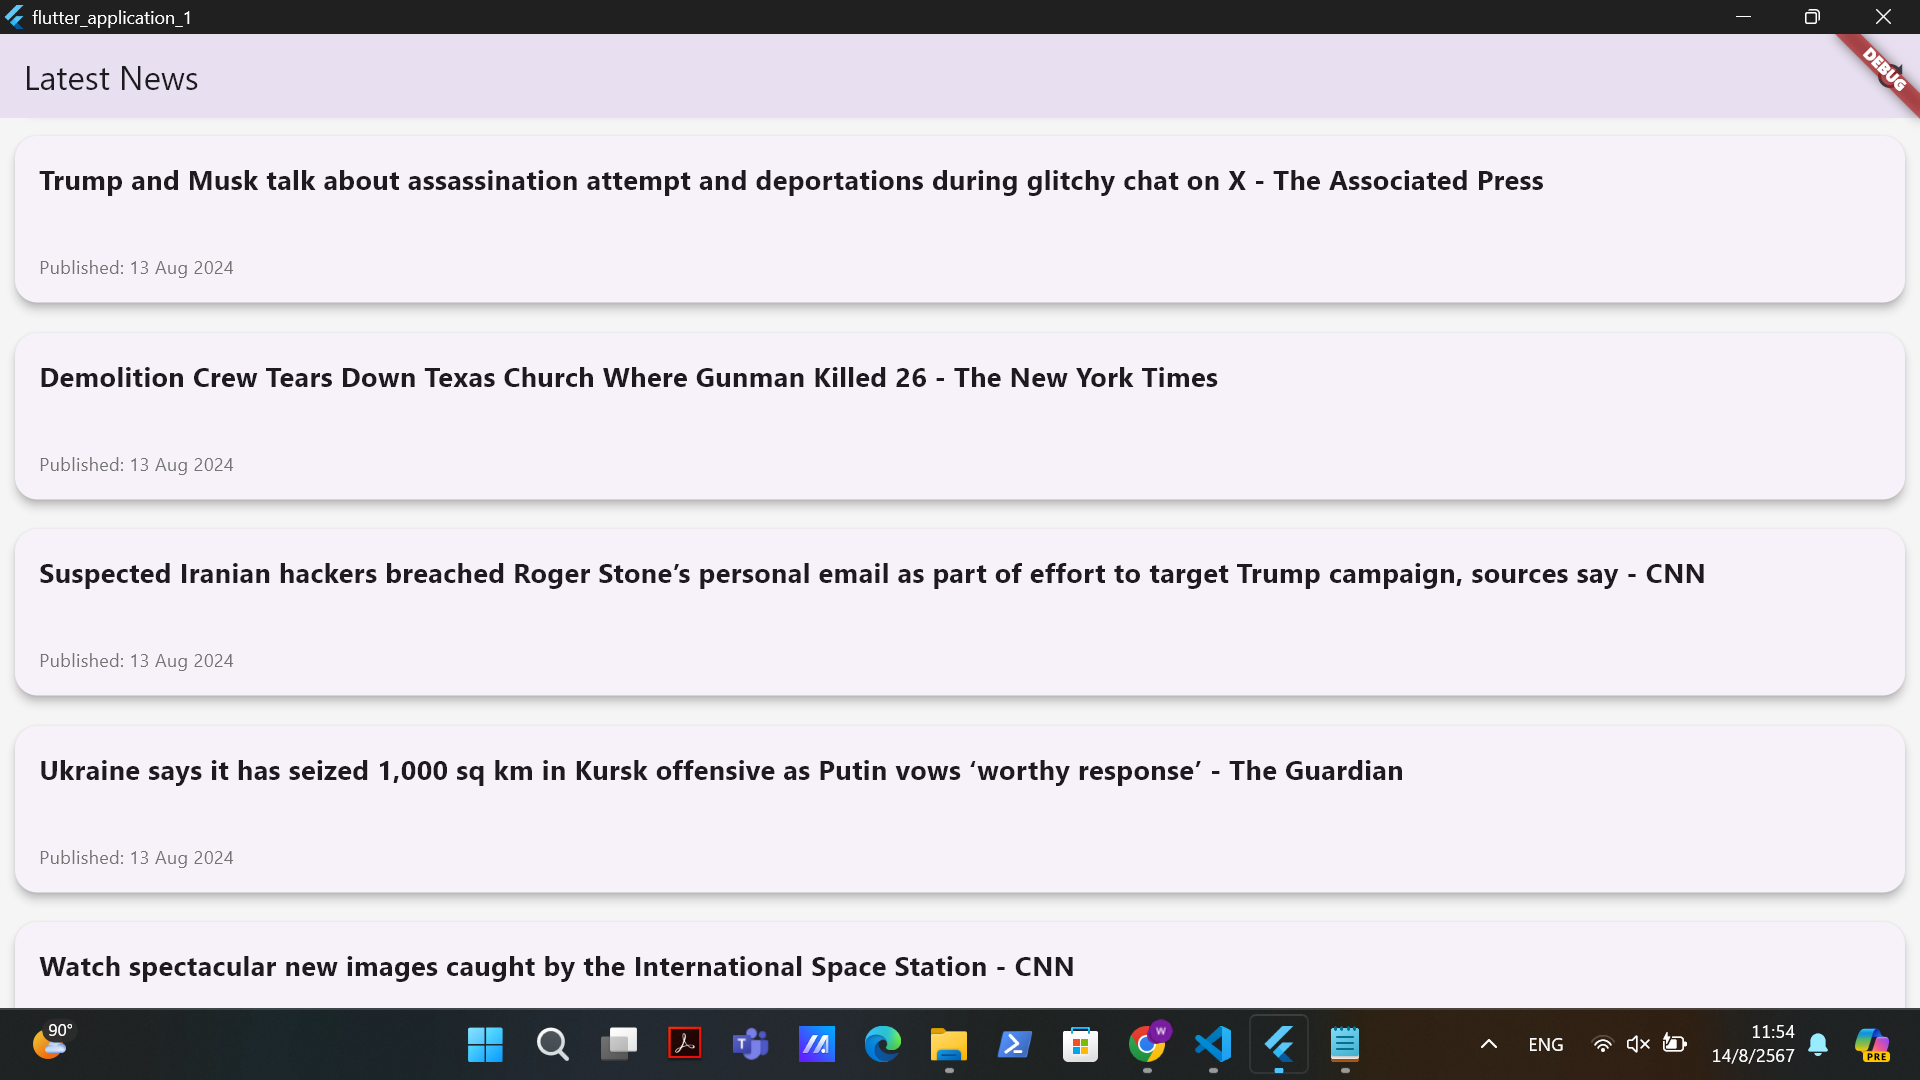 flutter_application_1
Latest News
DEBUG
Trump and Musk talk about assassination attempt and deportations during glitchy chat on X - The Associated Press
Published: 13 Aug 2024
Demolition Crew Tears Down Texas Church Where Gunman Killed 26 - The New York Times
Published: 13 Aug 2024
Suspected Iranian hackers breached Roger Stone’s personal email as part of effort to target Trump campaign, sources say - CNN
Published: 13 Aug 2024
Ukraine says it has seized 1,000 sq km in Kursk offensive as Putin vows ‘worthy response’ - The Guardian
Published: 13 Aug 2024
Watch spectacular new images caught by the International Space Station - CNN
90°
T
W
ENG
11:54
14/8/2567
PRE